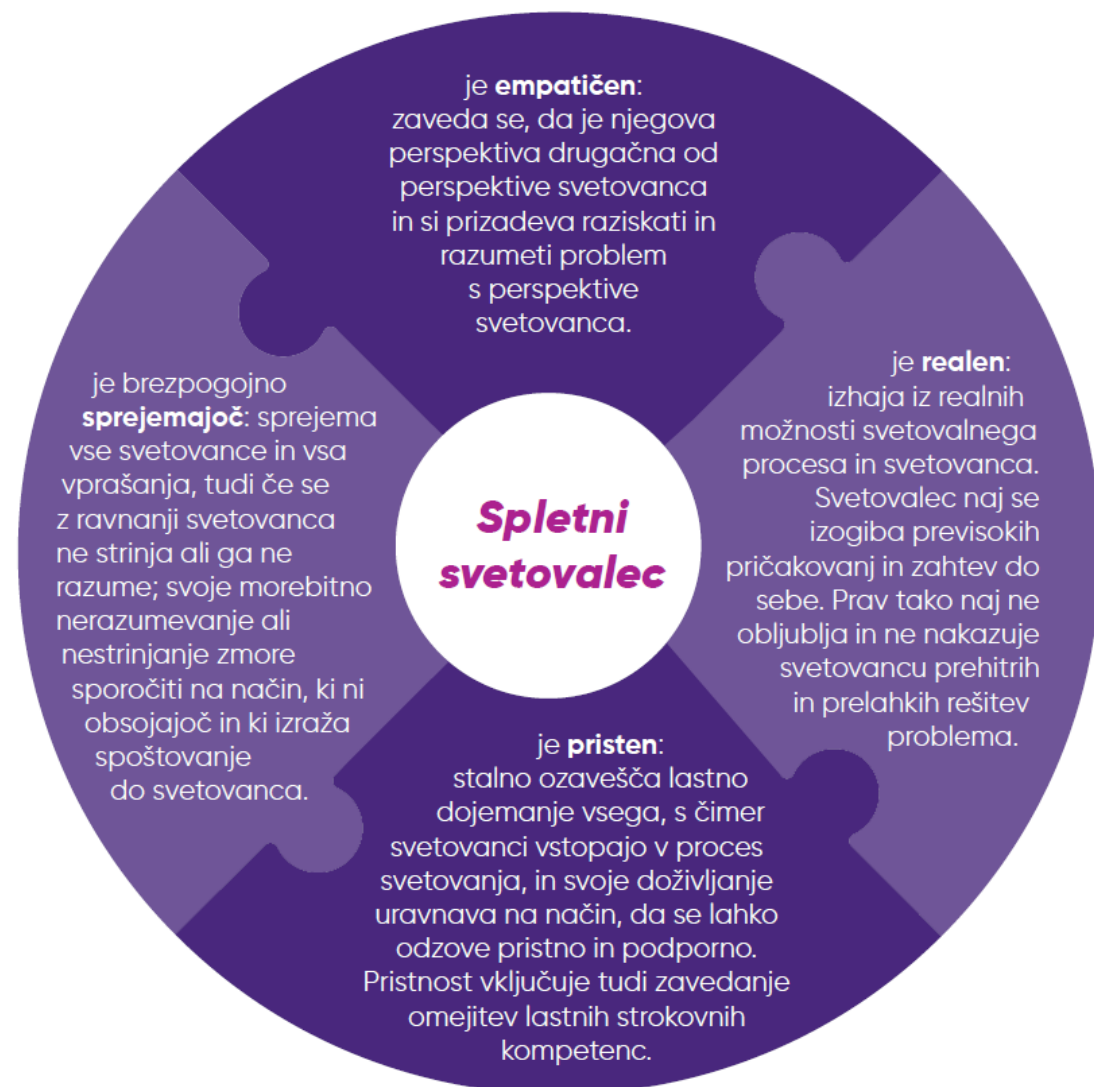 je empatičen:
zaveda se, da je njegova
perspektiva drugačna od
perspektive svetovanca
in si prizadeva raziskati in
razumeti problem
s perspektive
svetovanca.
je brezpogojno
sprejemajoč: sprejema
vse svetovance in vsa
vprašanja, tudi če se
z ravnanji svetovanca
ne strinja ali ga ne
razume; svoje morebitno
nerazumevanje ali
nestrinjanje zmore
sporočiti na način, ki ni
obsojajoč in ki izraža
spoštovanje
do svetovanca.
Spletni
svetovalec
je realen:
izhaja iz realnih
možnosti svetovalnega
procesa in svetovanca.
Svetovalec naj se
izogiba previsokih
pričakovanj in zahtev do
sebe. Prav tako naj ne
obljublja in ne nakazuje
svetovancu prehitrih
in prelahkih rešitev
problema.
je pristen:
stalno ozavešča lastno
dojemanje vsega, s čimer
svetovanci vstopajo v proces
svetovanja, in svoje doživljanje
uravnava na način, da se lahko
odzove pristno in podporno.
Pristnost vključuje tudi zavedanje
omejitev lastnih strokovnih
kompetenc.